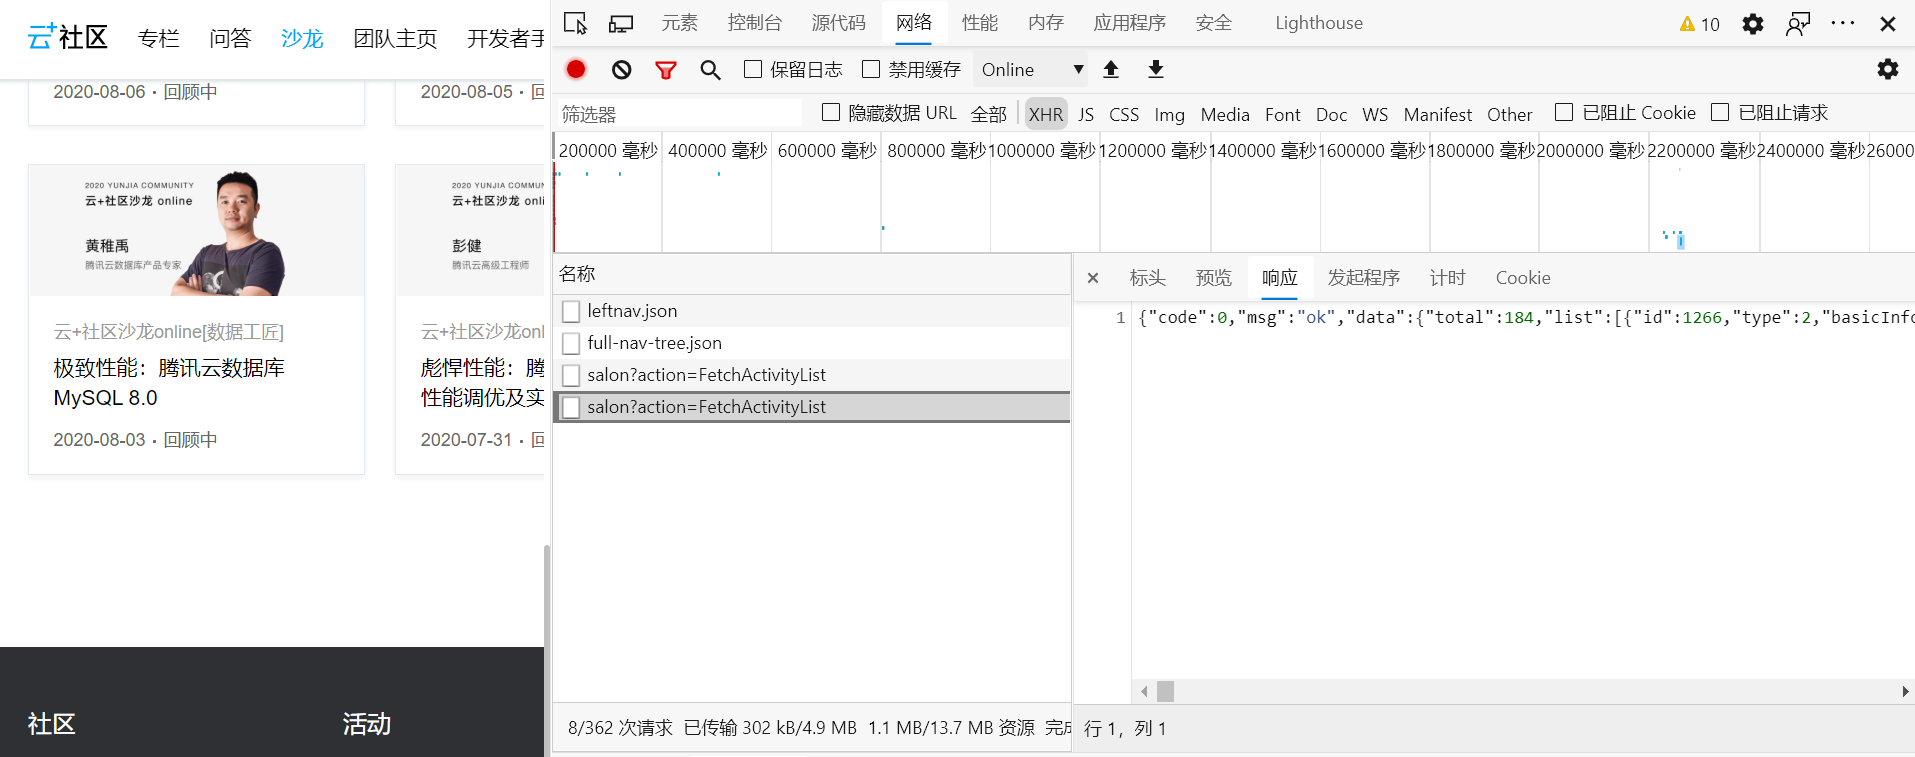 云+社区 专栏 问答 沙龙 团队主页 开发者手
2020-08-06 · 回顾中
2020-08-05 · 回
2020 YUNJIA COMMUNITY
云+社区沙龙 online
黄稚禹
腾讯云数据库产品专家
云+社区沙龙online[数据工匠]
极致性能：腾讯云数据库
MySQL 8.0
2020-08-03 · 回顾中
2020 YUNJIA COMMUN
云+社区沙龙 onli
彭健
腾讯云高级工程师
云+社区沙龙onl
彪悍性能：腾
性能调优及实
2020-07-31 · 回
社区 活动
元素 控制台 源代码 网络 性能 内存 应用程序 安全 Lighthouse 10
保留日志 禁用缓存 Online
筛选器 隐藏数据 URL 全部 XHR JS CSS Img Media Font Doc WS Manifest Other 已阻止 Cookie 已阻止请求
200000 毫秒 400000 毫秒 600000 毫秒 800000 毫秒 1000000 毫秒 1200000 毫秒 1400000 毫秒 1600000 毫秒 1800000 毫秒 2000000 毫秒 2200000 毫秒 2400000 毫秒 26000
名称
leftnav.json
full-nav-tree.json
salon?action=FetchActivityList
salon?action=FetchActivityList
8/362 次请求 已传输 302 kB/4.9 MB 1.1 MB/13.7 MB 资源 完成
× 标头 预览 响应 发起程序 计时 Cookie
1 {"code":0,"msg":"ok","data":{"total":184,"list":[{"id":1266,"type":2,"basicInfo
行 1，列 1